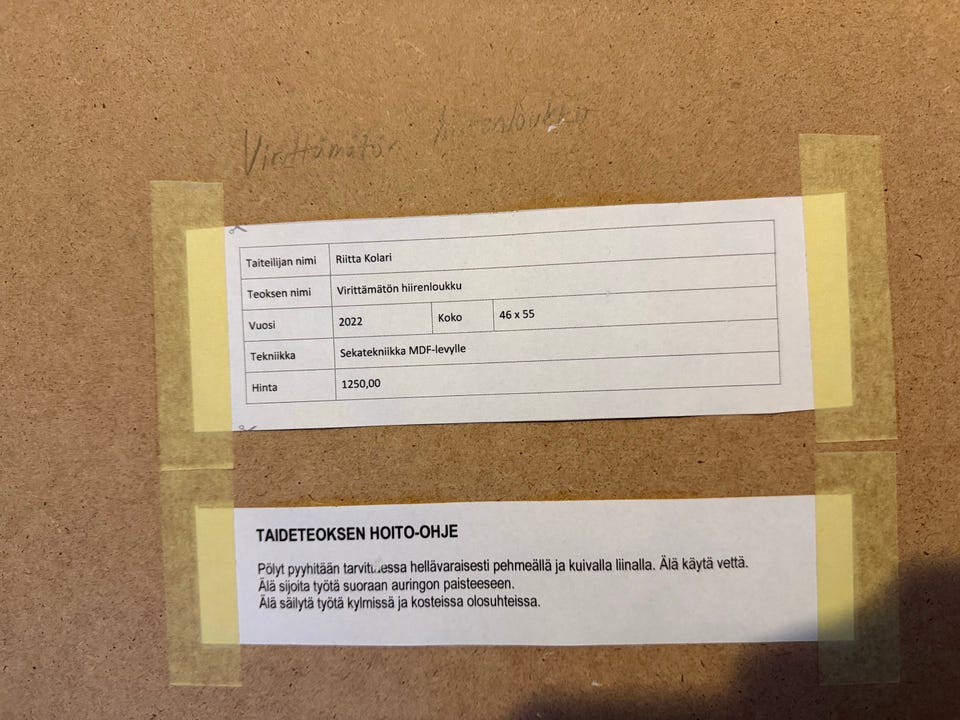 Virittämätön hiirenloukku
Taiteilijan nimi Riitta Kolari
Teoksen nimi Virittämätön hiirenloukku
Vuosi 2022 Koko 46 x 55
Tekniikka Sekatekniikka MDF-levylle
Hinta 1250,00
TAIDETEOKSEN HOITO-OHJE
Pölyt pyyhitään tarvittaessa hellävaraisesti pehmeällä ja kuivalla liinalla. Älä käytä vettä.
Älä sijoita työtä suoraan auringon paisteeseen.
Älä säilytä työtä kylmissä ja kosteissa olosuhteissa.